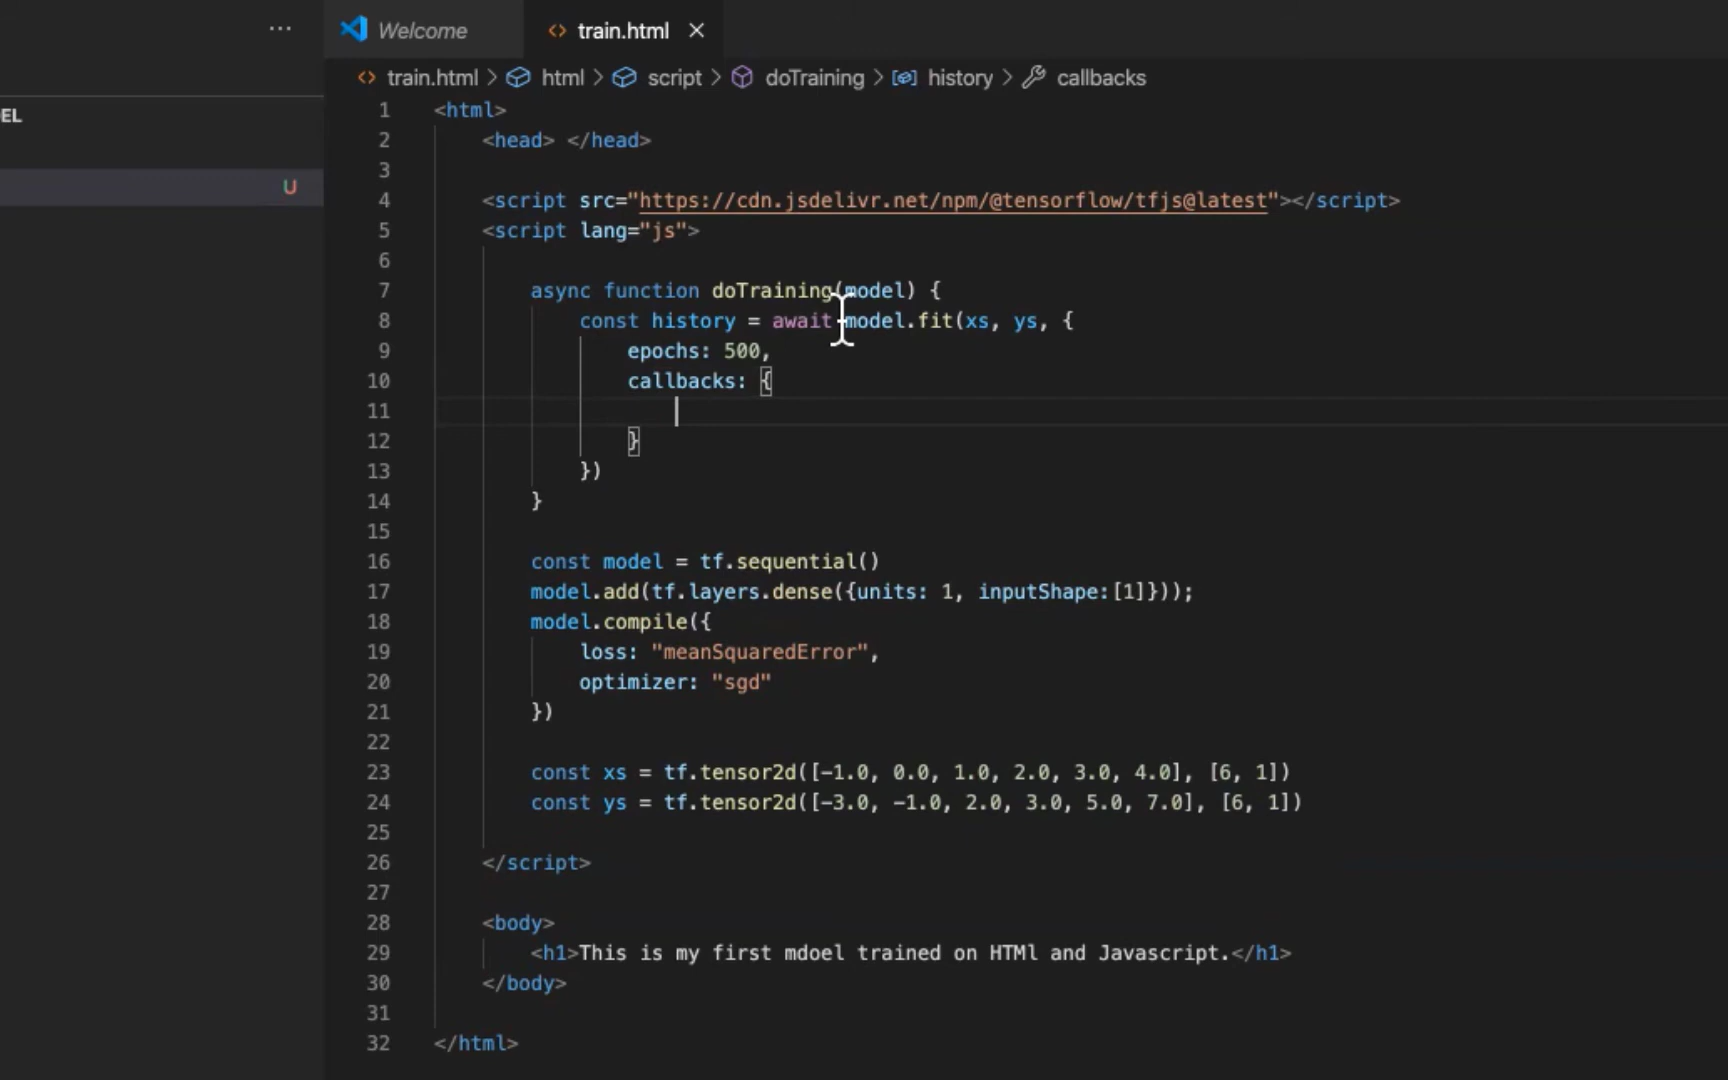 ...
Welcome
train.html
train.html > html > script > doTraining > history > callbacks
EL
U
1 <html>
2 <head> </head>
3
4 <script src="https://cdn.jsdelivr.net/npm/@tensorflow/tfjs@latest"></script>
5 <script lang="js">
6
7 async function doTraining(model) {
8 const history = await model.fit(xs, ys, {
9 epochs: 500,
10 callbacks: {
11
12 }
13 })
14 }
15
16 const model = tf.sequential()
17 model.add(tf.layers.dense({units: 1, inputShape:[1]}));
18 model.compile({
19 loss: "meanSquaredError",
20 optimizer: "sgd"
21 })
22
23 const xs = tf.tensor2d([-1.0, 0.0, 1.0, 2.0, 3.0, 4.0], [6, 1])
24 const ys = tf.tensor2d([-3.0, -1.0, 2.0, 3.0, 5.0, 7.0], [6, 1])
25
26 </script>
27
28 <body>
29 <h1>This is my first mdoel trained on HTMl and Javascript.</h1>
30 </body>
31
32 </html>